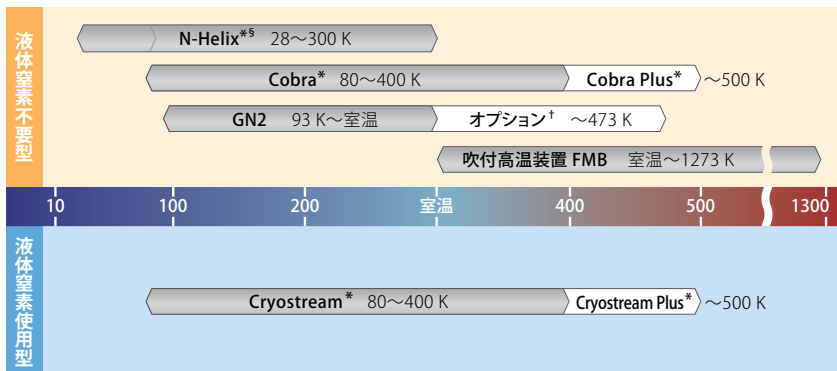 液体窒素不要型
N-Helix*§ 28～300 K
Cobra* 80～400 K Cobra Plus* ～500 K
GN2 93 K～室温 オプション† ～473 K
吹付高温装置 FMB 室温～1273 K
10 100 200 室温 400 500 1300
液体窒素使用型
Cryostream* 80～400 K Cryostream Plus* ～500 K